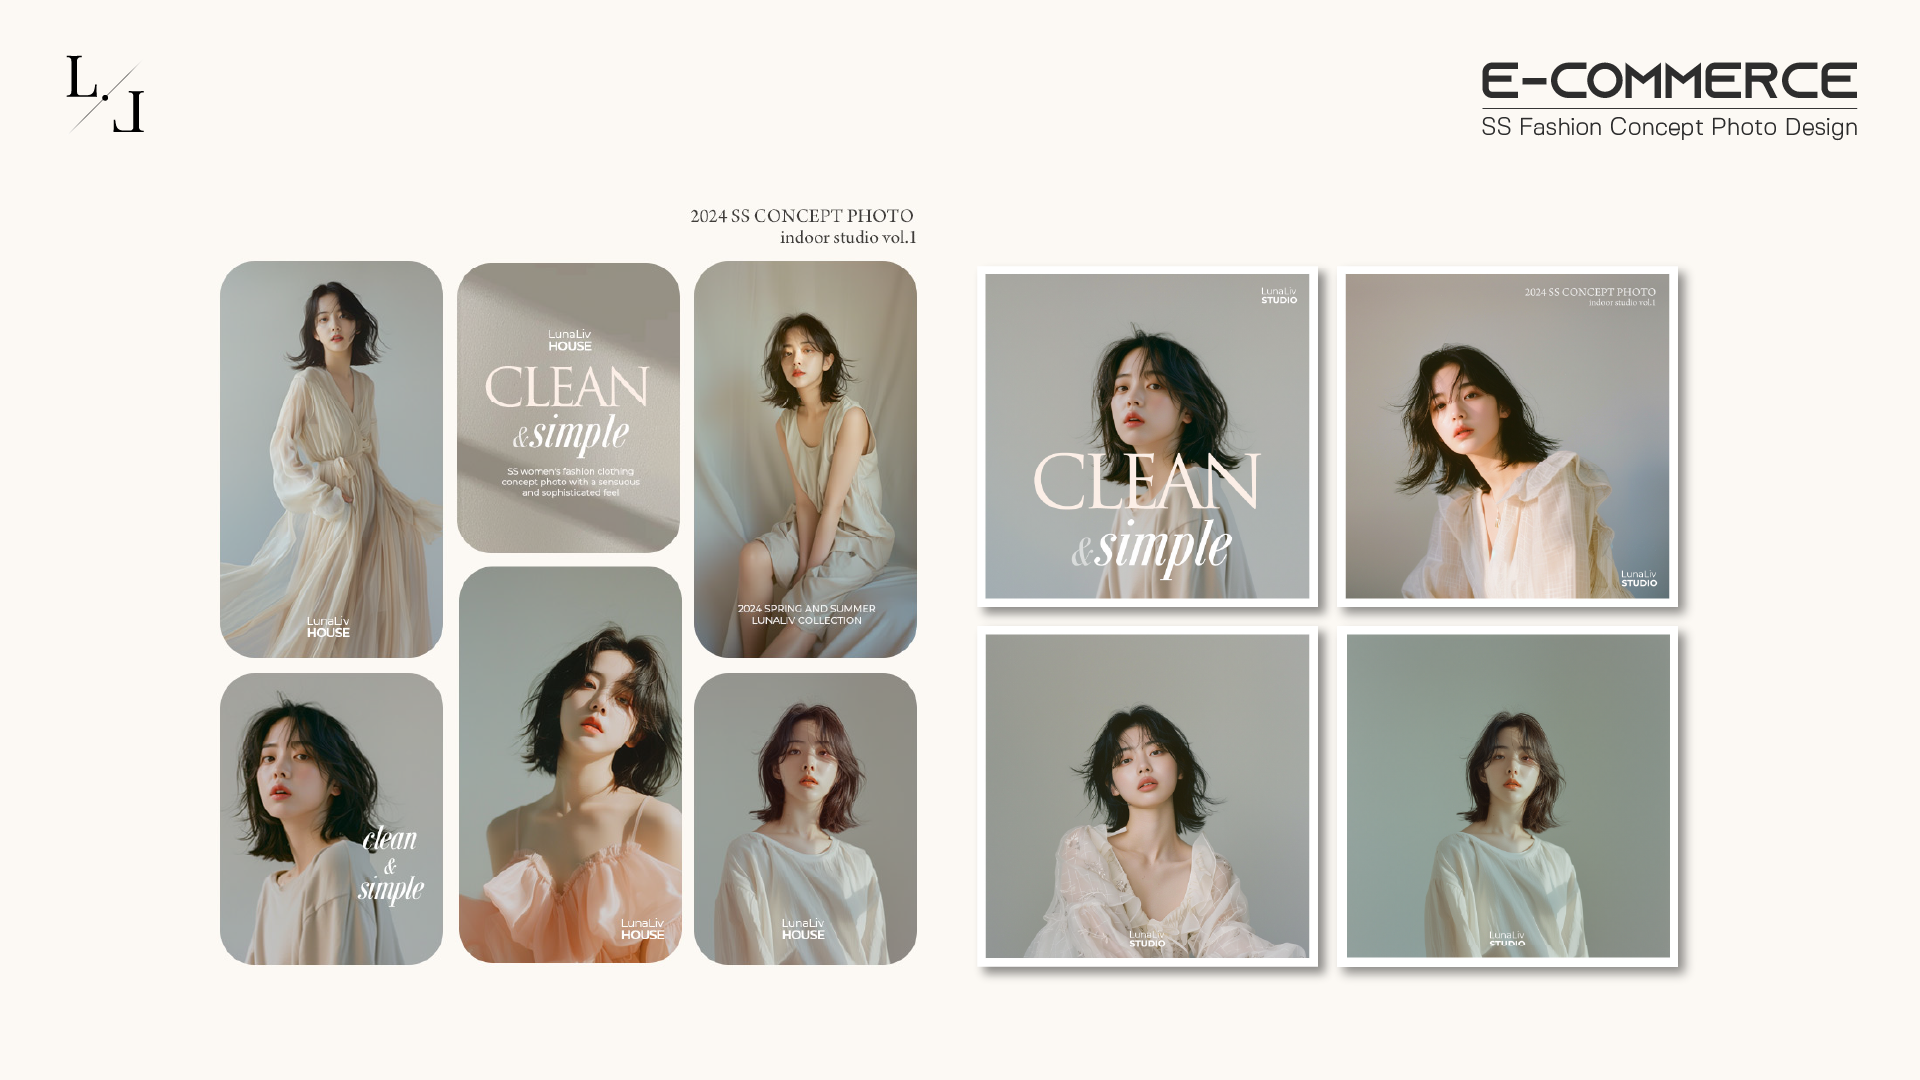 L.
L
E-COMMERCE
SS Fashion Concept Photo Design
2024 SS CONCEPT PHOTO
indoor studio vol.1
LunaLiv
HOUSE
LunaLiv
HOUSE
CLEAN
&simple
SS women's fashion clothing
concept photo with a sensuous
and sophisticated feel
2024 SPRING AND SUMMER
LUNALIV COLLECTION
clean
&
simple
LunaLiv
HOUSE
LunaLiv
HOUSE
LunaLiv
STUDIO
CLEAN
&simple
2024 SS CONCEPT PHOTO
indoor studio vol.1
LunaLiv
STUDIO
LunaLiv
STUDIO
LunaLiv
STUDIO